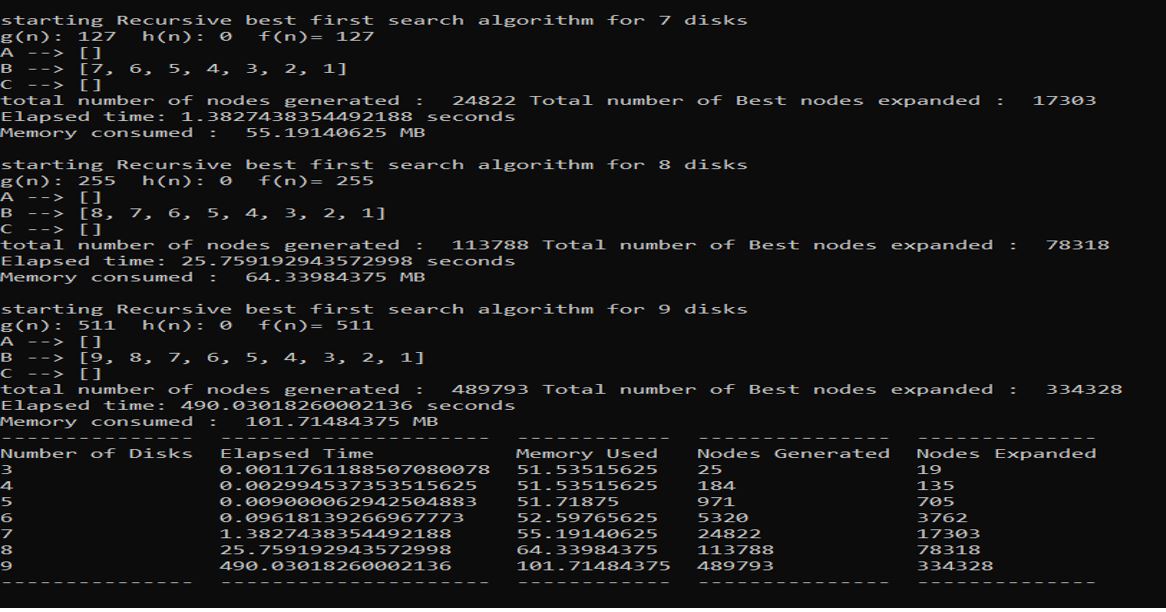 starting Recursive best first search algorithm for 7 disks
g(n): 127  h(n): 0  f(n)= 127
A --> []
B --> [7, 6, 5, 4, 3, 2, 1]
C --> []
total number of nodes generated :  24822 Total number of Best nodes expanded :  17303
Elapsed time: 1.3827438354492188 seconds
Memory consumed :  55.19140625 MB
starting Recursive best first search algorithm for 8 disks
g(n): 255  h(n): 0  f(n)= 255
A --> []
B --> [8, 7, 6, 5, 4, 3, 2, 1]
C --> []
total number of nodes generated :  113788 Total number of Best nodes expanded :  78318
Elapsed time: 25.759192943572998 seconds
Memory consumed :  64.33984375 MB
starting Recursive best first search algorithm for 9 disks
g(n): 511  h(n): 0  f(n)= 511
A --> []
B --> [9, 8, 7, 6, 5, 4, 3, 2, 1]
C --> []
total number of nodes generated :  489793 Total number of Best nodes expanded :  334328
Elapsed time: 490.03018260002136 seconds
Memory consumed :  101.71484375 MB
---------------  ---------------------  ------------  ---------------  --------------
Number of Disks  Elapsed Time           Memory Used   Nodes Generated  Nodes Expanded
3                0.0011761188507080078  51.53515625   25               19
4                0.002994537353515625   51.53515625   184              135
5                0.009000062942504883   51.71875      971              705
6                0.09618139266967773    52.59765625   5320             3762
7                1.3827438354492188     55.19140625   24822            17303
8                25.759192943572998     64.33984375   113788           78318
9                490.03018260002136     101.71484375  489793           334328
---------------  ---------------------  ------------  ---------------  --------------